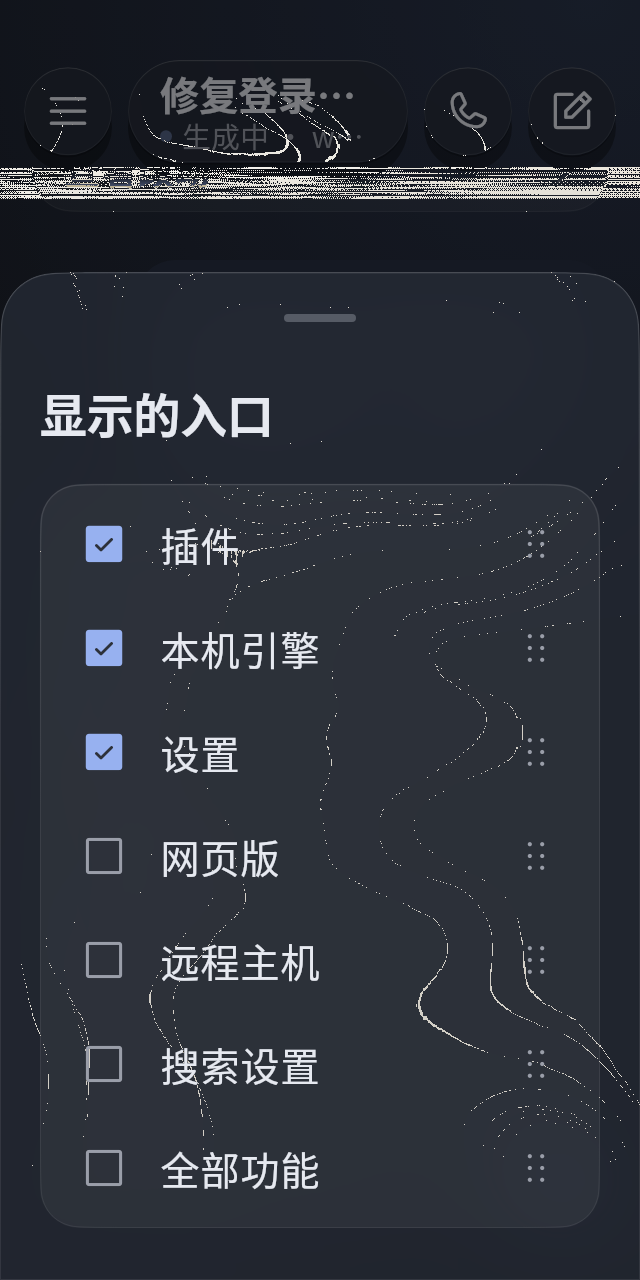 修复登录…
生成中 • w…
显示的入口
插件
本机引擎
设置
网页版
远程主机
搜索设置
全部功能